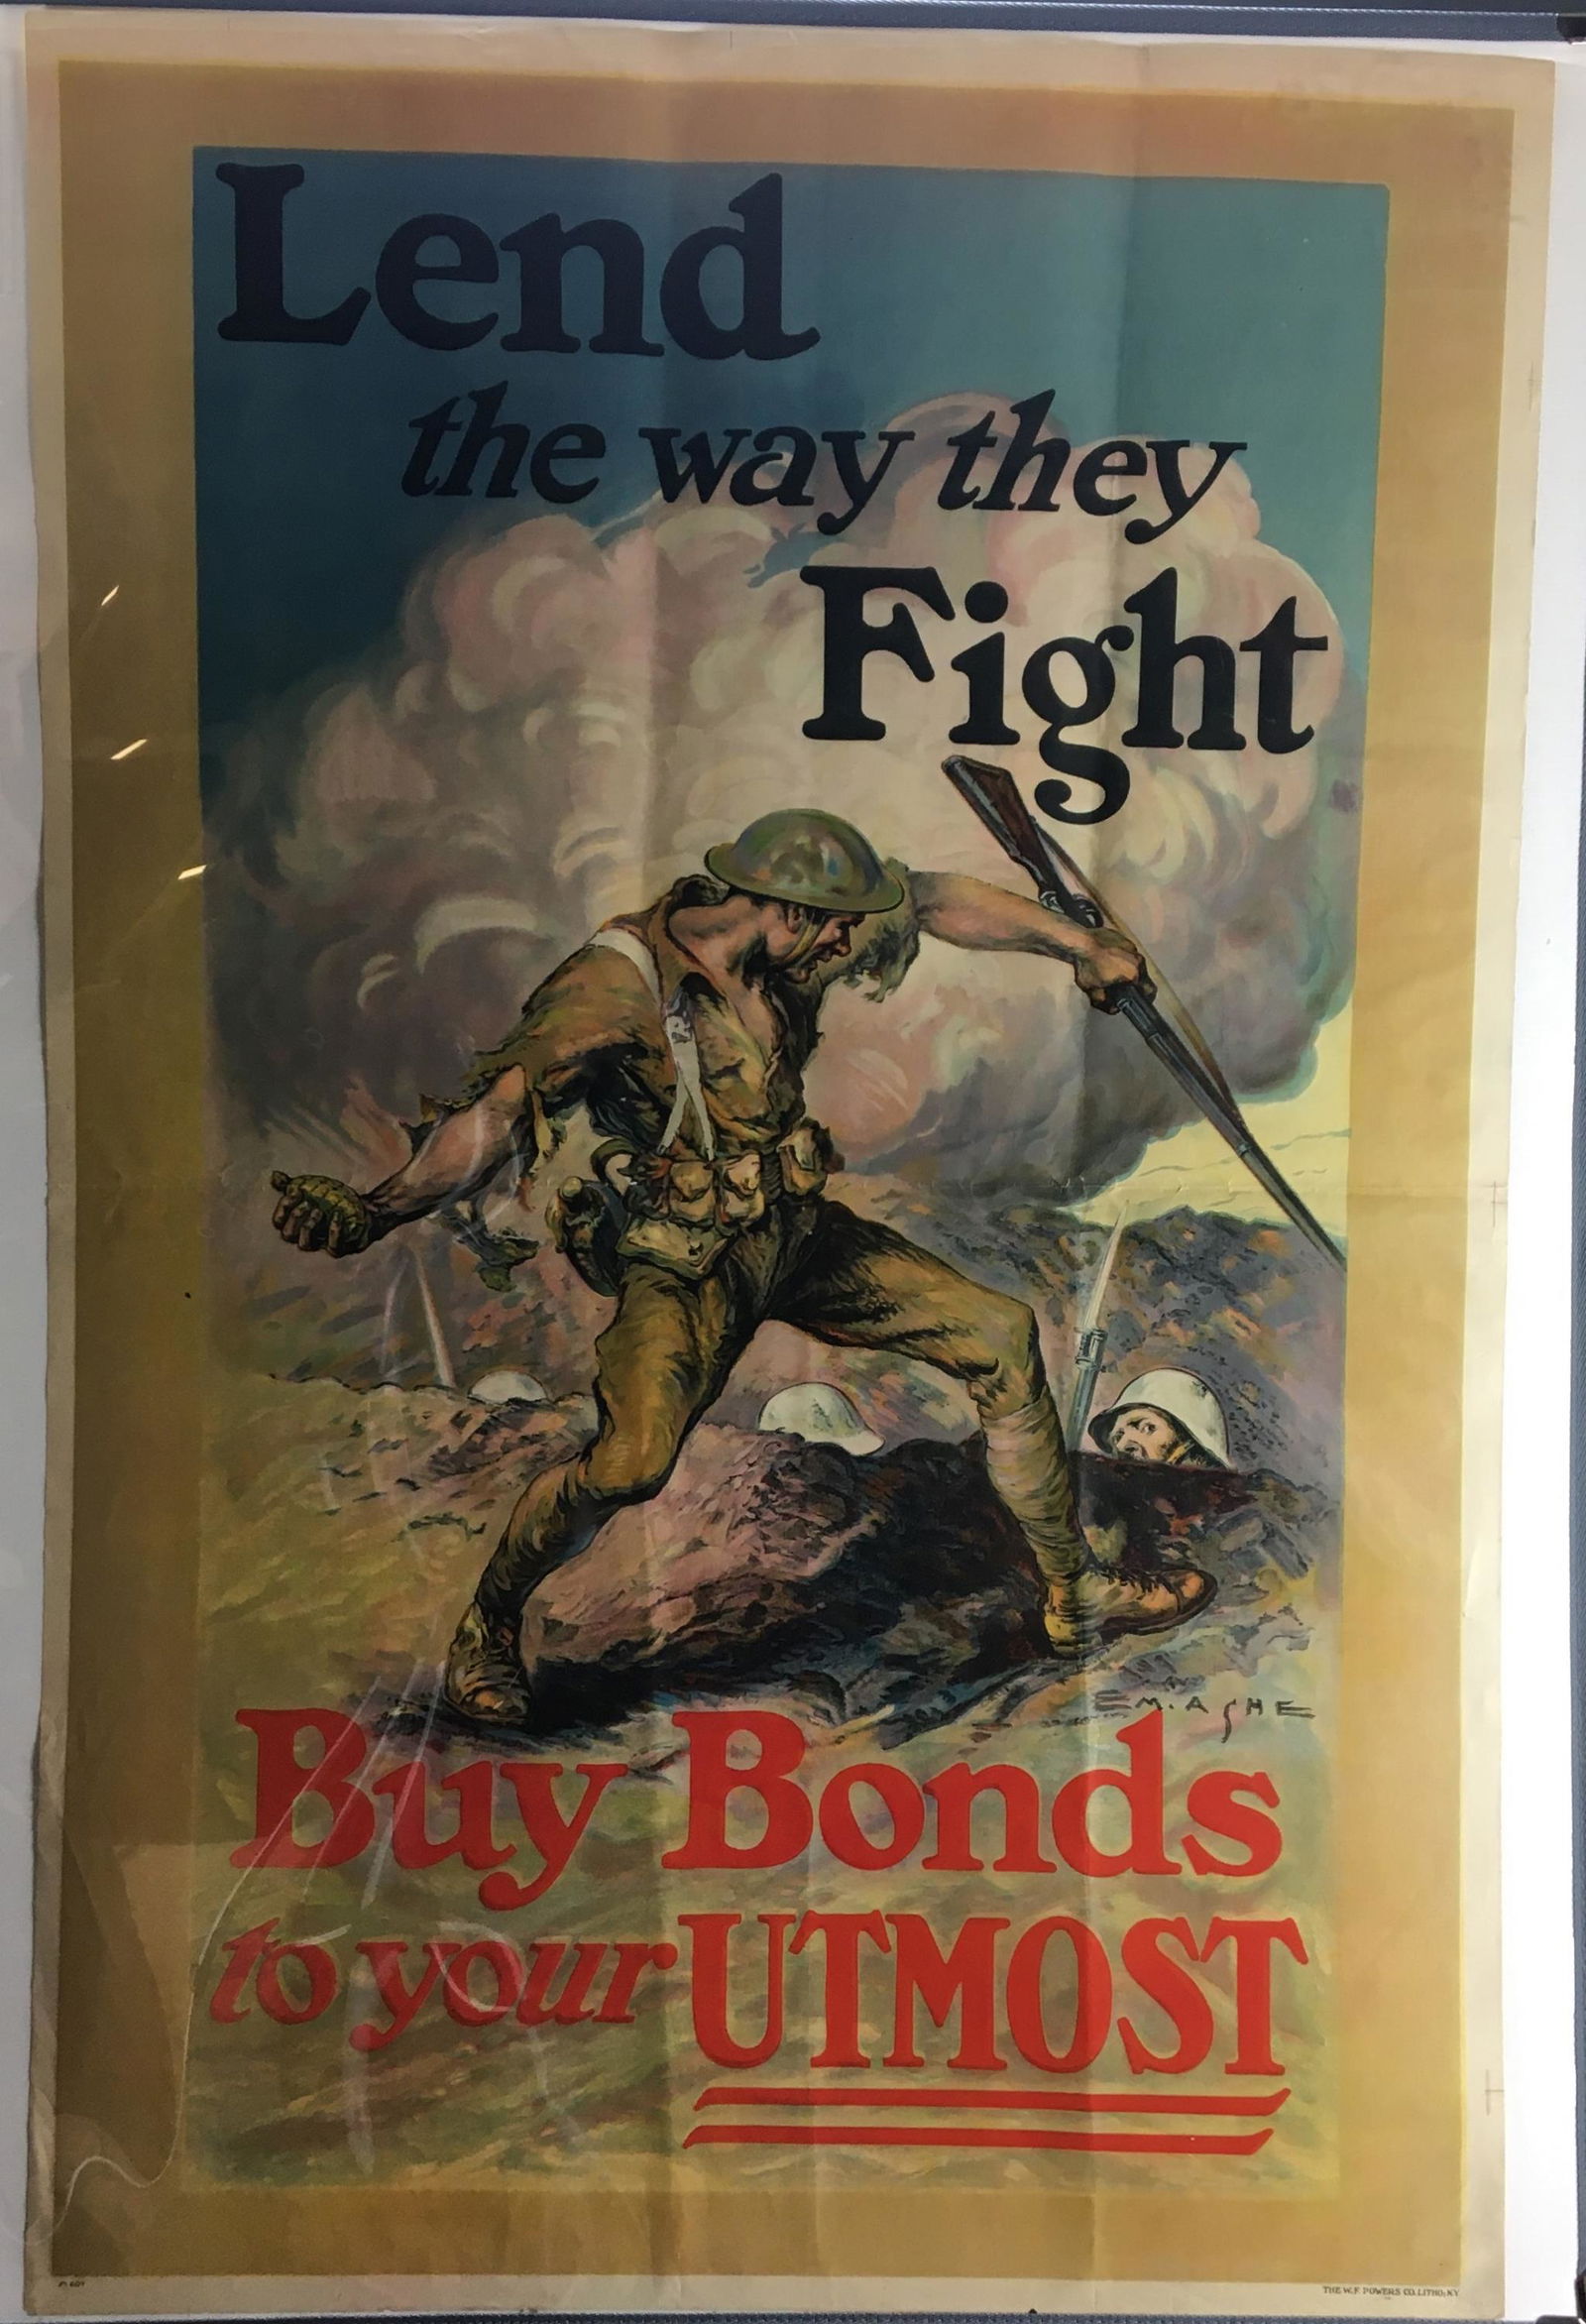 Lend
the way they
Fight
E M. ASHE
Buy Bonds
to your UTMOST
THE W.F. POWERS CO. LITHO. N.Y